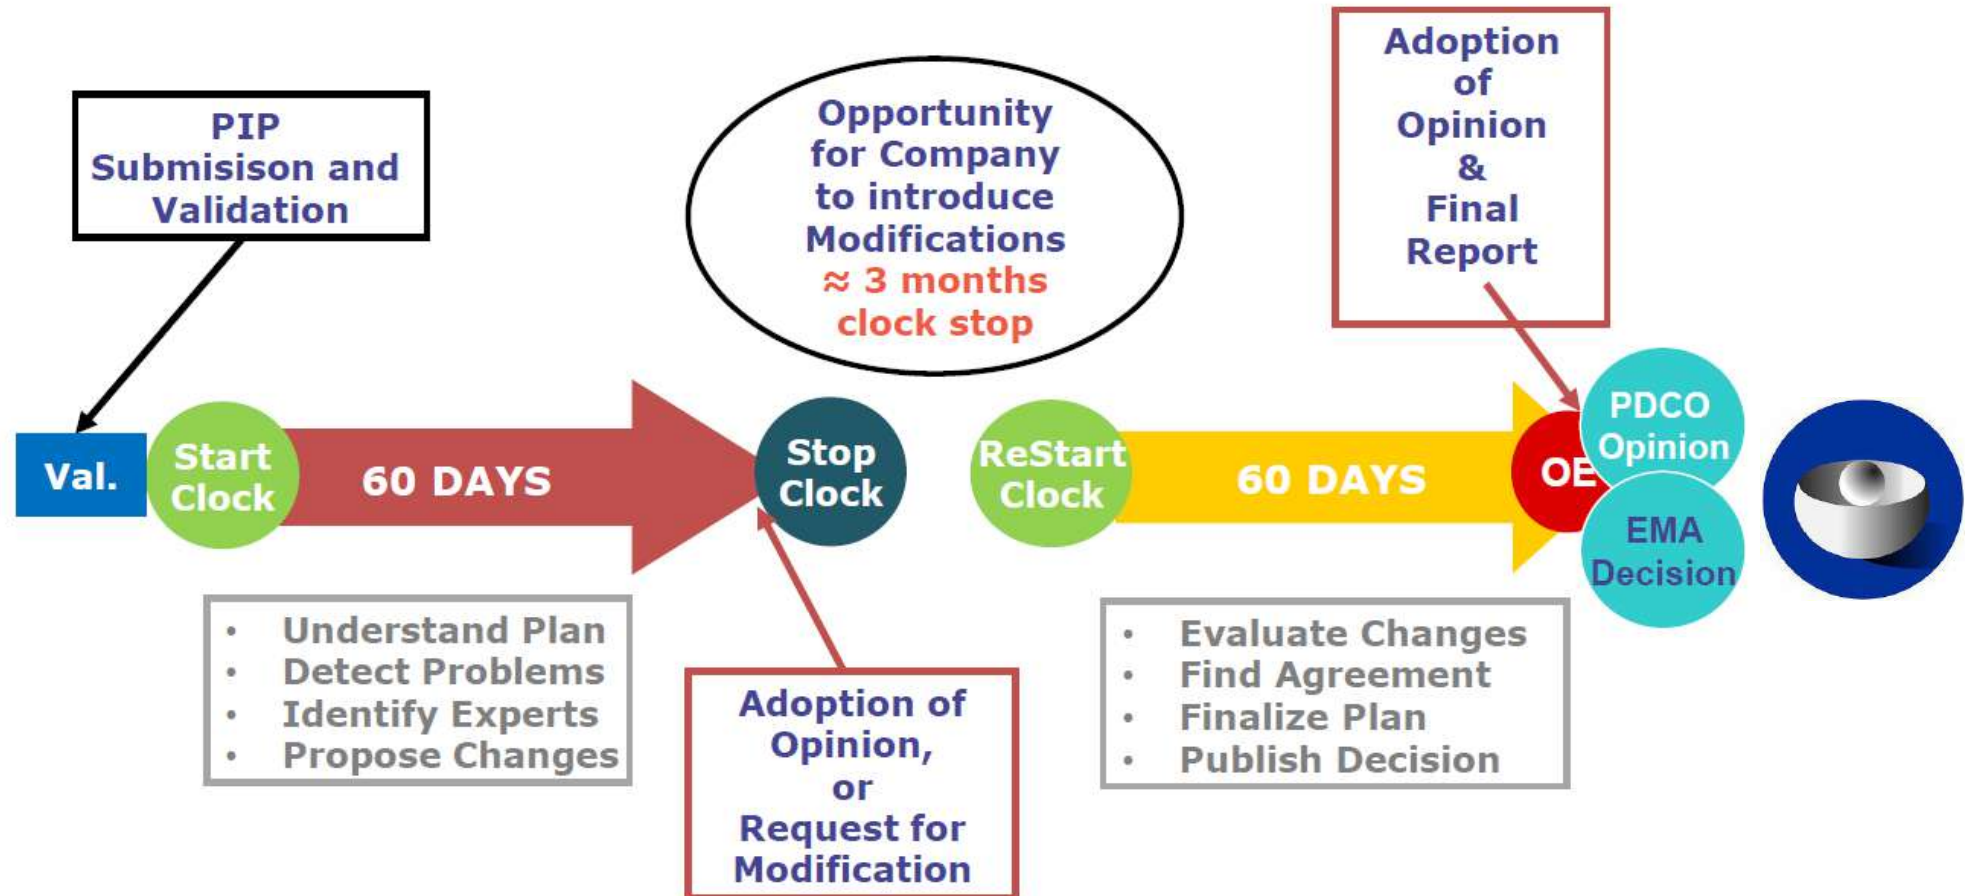 PIP
Submisison and
Validation
Opportunity
for Company
to introduce
Modifications
≈ 3 months
clock stop
Adoption
of
Opinion
&
Final
Report
Val.
Start
Clock
60 DAYS
Stop
Clock
ReStart
Clock
60 DAYS
OE
PDCO
Opinion
EMA
Decision
• Understand Plan
• Detect Problems
• Identify Experts
• Propose Changes
Adoption of
Opinion,
or
Request for
Modification
• Evaluate Changes
• Find Agreement
• Finalize Plan
• Publish Decision